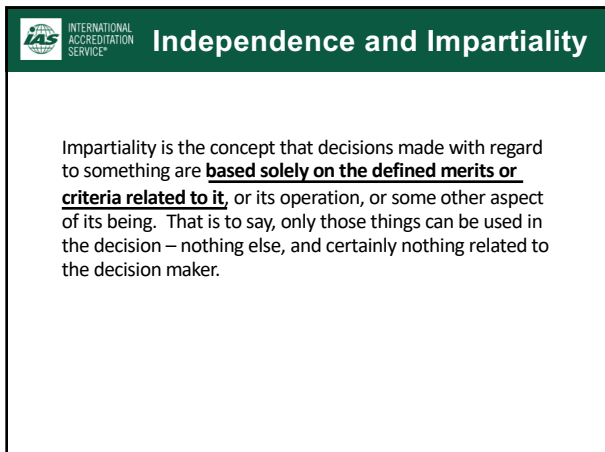 iAS
INTERNATIONAL
ACCREDITATION
SERVICE®
Independence and Impartiality
Impartiality is the concept that decisions made with regard
to something are based solely on the defined merits or
criteria related to it, or its operation, or some other aspect
of its being.  That is to say, only those things can be used in
the decision – nothing else, and certainly nothing related to
the decision maker.